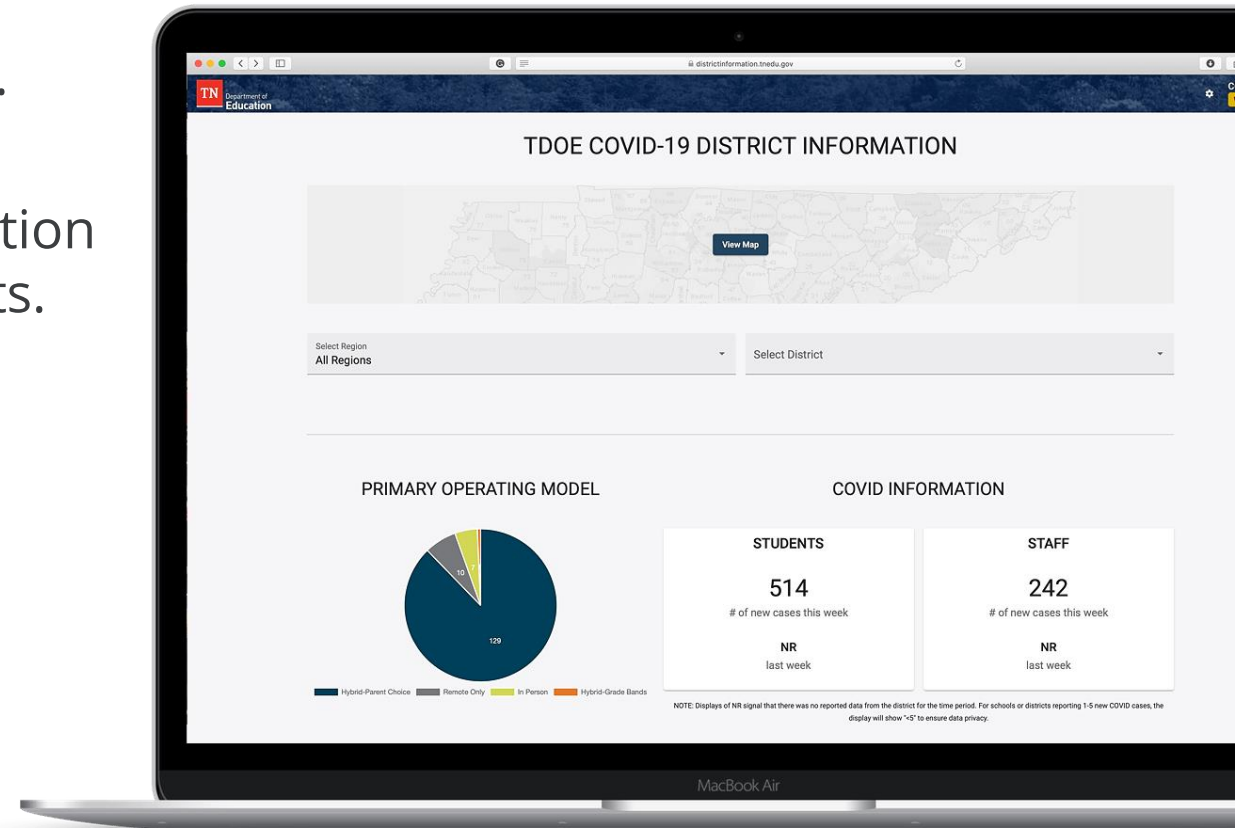 .
tion
ts.
districtinformation.tnedu.gov
TN
Department of
Education
TDOE COVID-19 DISTRICT INFORMATION
View Map
Select Region
All Regions
Select District
PRIMARY OPERATING MODEL
COVID INFORMATION
10
7
129
Hybrid-Parent Choice Remote Only In Person Hybrid-Grade Bands
STUDENTS
514
# of new cases this week
NR
last week
STAFF
242
# of new cases this week
NR
last week
NOTE: Displays of NR signal that there was no reported data from the district for the time period. For schools or districts reporting 1-5 new COVID cases, the
display will show "<5" to ensure data privacy.
MacBook Air